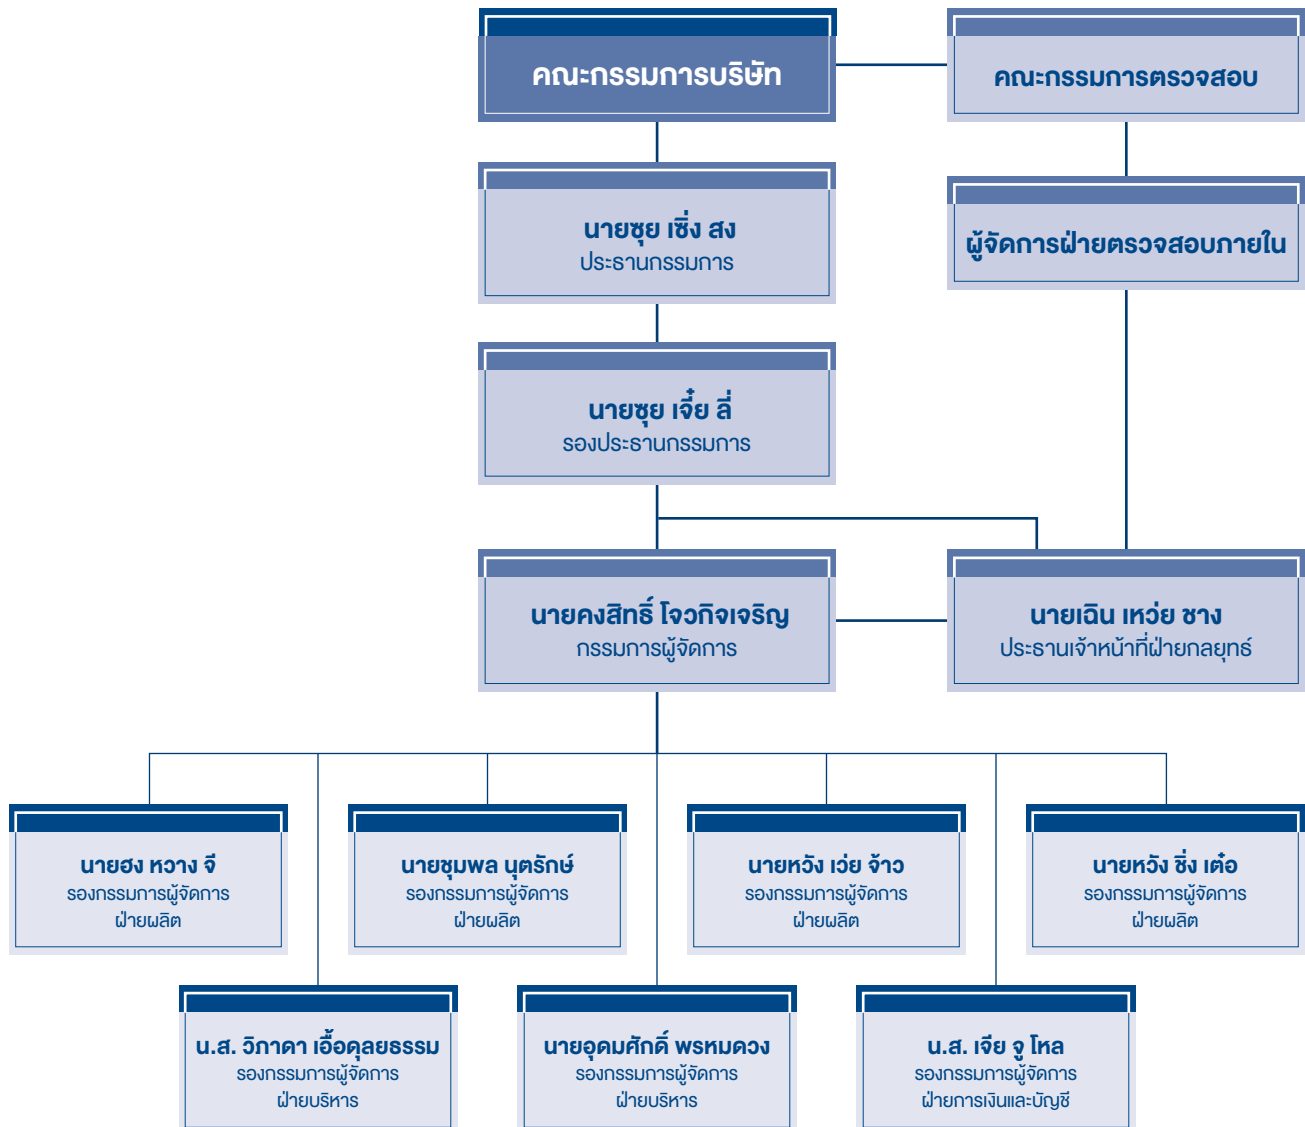 คณะกรรมการบริษัท
คณะกรรมการตรวจสอบ
นายซุย เซิ่ง สง
ประธานกรรมการ
ผู้จัดการฝ่ายตรวจสอบภายใน
นายซุย เจี๋ย ลี่
รองประธานกรรมการ
นายคงสิทธิ์ โจวกิจเจริญ
กรรมการผู้จัดการ
นายเฉิน เหว่ย ชาง
ประธานเจ้าหน้าที่ฝ่ายกลยุทธ์
นายฮง หวาง จี
รองกรรมการผู้จัดการ
ฝ่ายผลิต
นายชุมพล นุตรักษ์
รองกรรมการผู้จัดการ
ฝ่ายผลิต
นายหวัง เว่ย จ้าว
รองกรรมการผู้จัดการ
ฝ่ายผลิต
นายหวัง ชิ่ง เต๋อ
รองกรรมการผู้จัดการ
ฝ่ายผลิต
น.ส. วิภาดา เอื้อดุลยธรรม
รองกรรมการผู้จัดการ
ฝ่ายบริหาร
นายอุดมศักดิ์ พรหมดวง
รองกรรมการผู้จัดการ
ฝ่ายบริหาร
น.ส. เจีย จู โหล
รองกรรมการผู้จัดการ
ฝ่ายการเงินและบัญชี